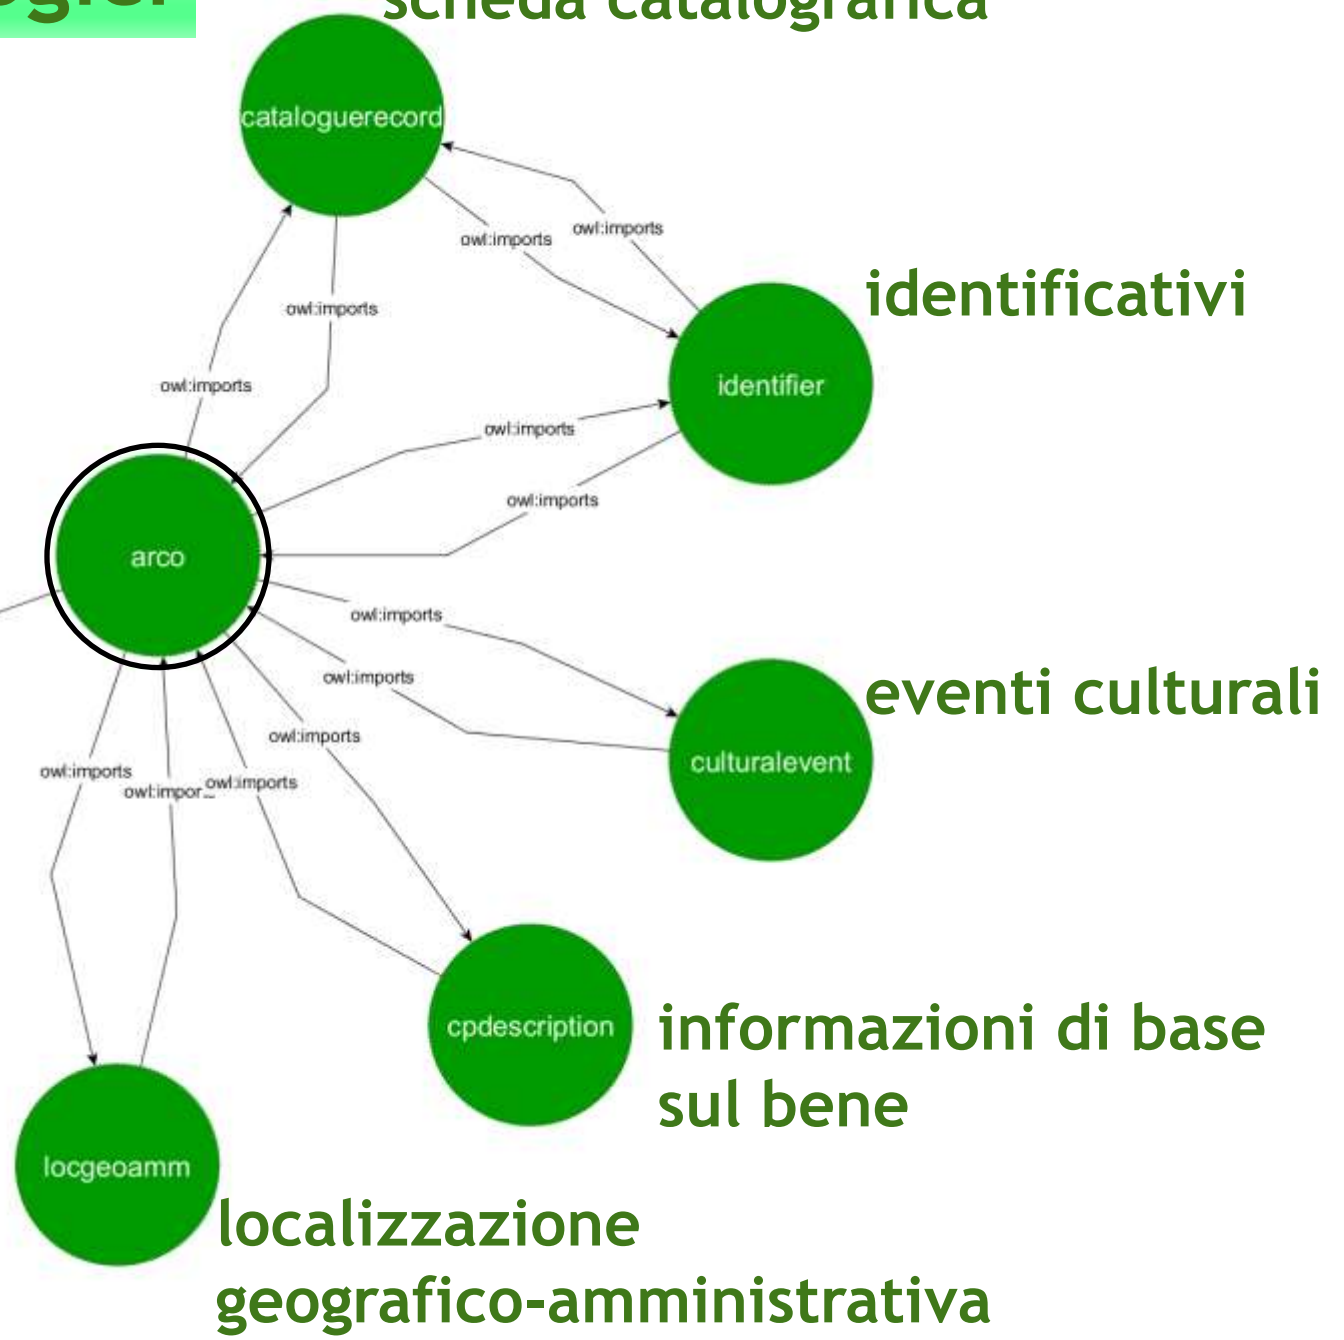 scheda catalografica
cataloguerecord
owl:imports
owl:imports
identificativi
owl:imports
owl:imports
identifier
owl:imports
owl:imports
arco
owl:imports
owl:imports
eventi culturali
owl:imports
culturalevent
owl:imports
owl:impor...
owl:imports
cpdescription
informazioni di base
sul bene
locgeoamm
localizzazione
geografico-amministrativa